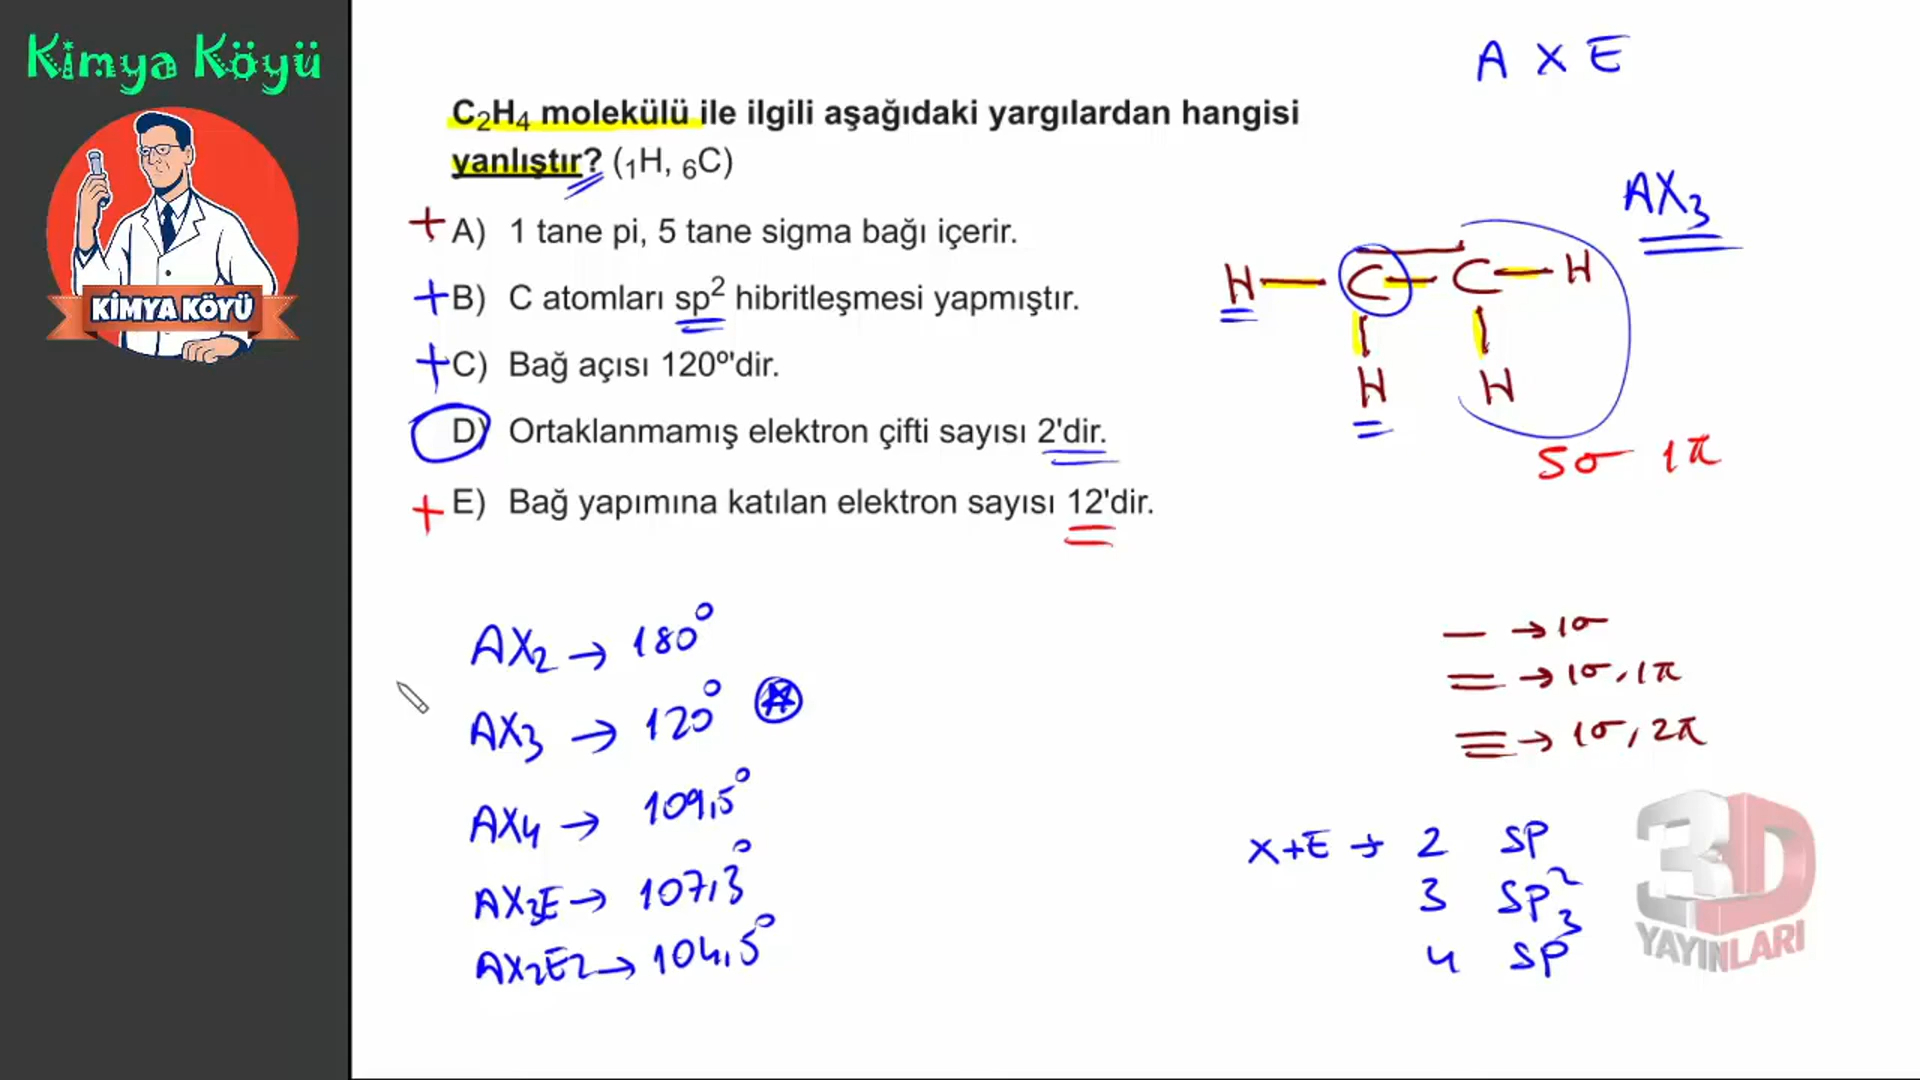 Kimya Köyü
KİMYA KÖYÜ
A X E
C₂H₄ molekülü ile ilgili aşağıdaki yargılardan hangisi
yanlıştır? (₁H, ₆C)
+ A) 1 tane pi, 5 tane sigma bağı içerir.
+ B) C atomları sp² hibritleşmesi yapmıştır.
+ C) Bağ açısı 120º'dir.
D) Ortaklanmamış elektron çifti sayısı 2'dir.
+ E) Bağ yapımına katılan elektron sayısı 12'dir.
AX₃
H — C = C — H
H H
5σ 1π
AX₂ → 180°
AX₃ → 120°
AX₄ → 109,5°
AX₃E → 107,3°
AX₂E₂ → 104,5°
— → 1σ
= → 1σ, 1π
≡ → 1σ, 2π
X+E → 2 SP
3 SP²
4 SP³
3D
YAYINLARI